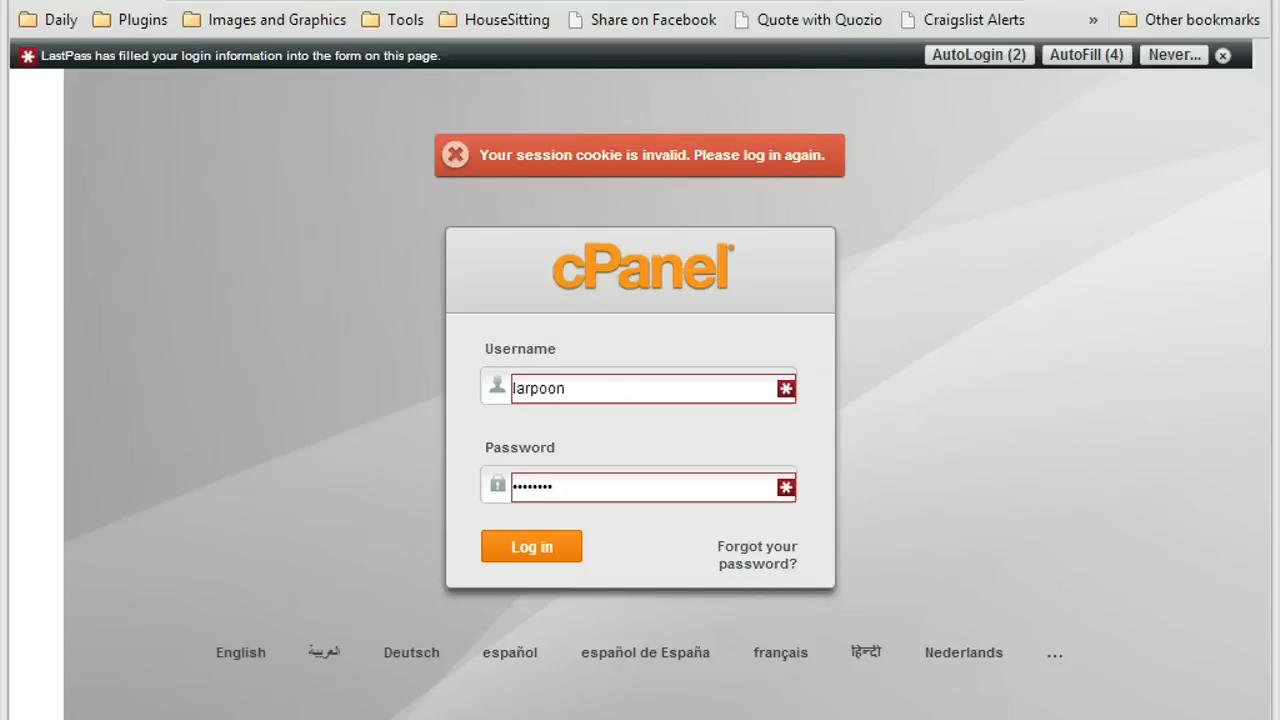 Daily Plugins Images and Graphics Tools HouseSitting Share on Facebook Quote with Quozio Craigslist Alerts » Other bookmarks
LastPass has filled your login information into the form on this page. AutoLogin (2) AutoFill (4) Never...
Your session cookie is invalid. Please log in again.
cPanel
Username
larpoon
Password
••••••••
Log in
Forgot your
password?
English العربية Deutsch español español de España français हिन्दी Nederlands ...